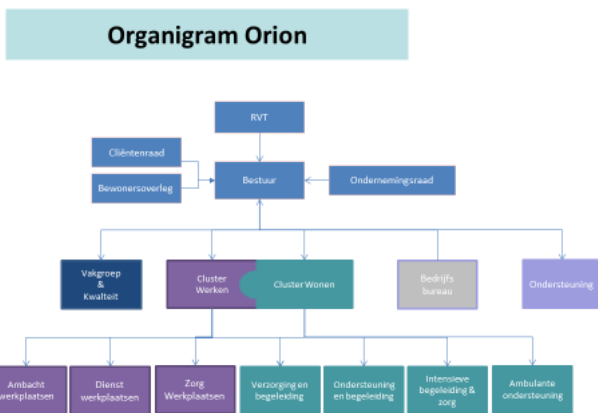 Organigram Orion
RVT
Cliëntenraad
Bewonersoverleg
Bestuur
Ondernemingsraad
Vakgroep
&
Kwaliteit
Cluster
Werken
Cluster Wonen
Bedrijfs
bureau
Ondersteuning
Ambacht
werkplaatsen
Dienst
werkplaatsen
Zorg
Werkplaatsen
Verzorging en
begeleiding
Ondersteuning
en begeleiding
Intensieve
begeleiding &
zorg
Ambulante
ondersteuning